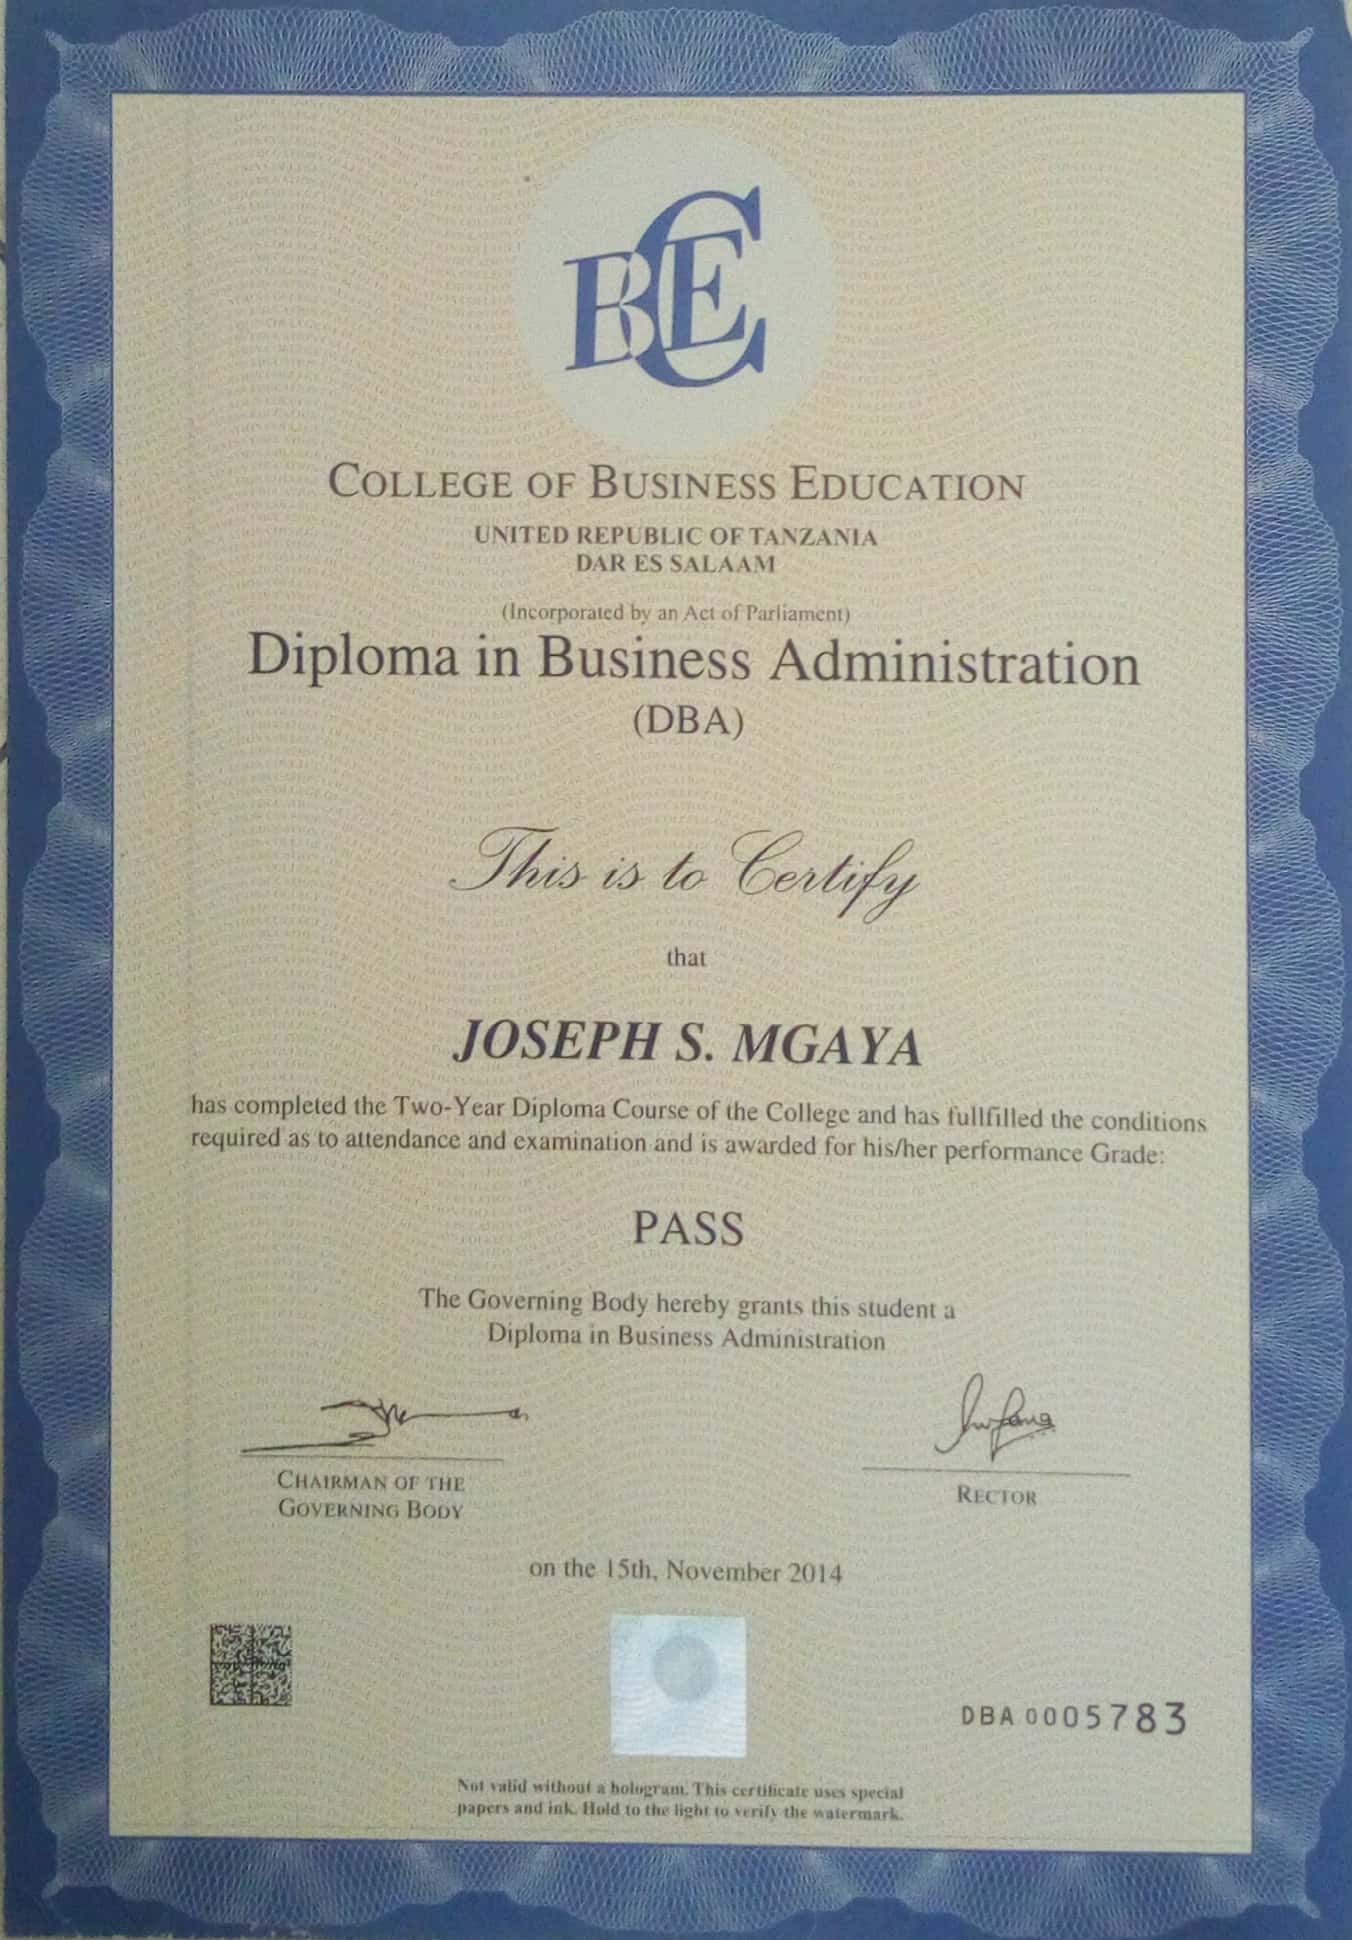 CBE
COLLEGE OF BUSINESS EDUCATION
UNITED REPUBLIC OF TANZANIA
DAR ES SALAAM
(Incorporated by an Act of Parliament)
Diploma in Business Administration
(DBA)
This is to Certify
that
JOSEPH S. MGAYA
has completed the Two-Year Diploma Course of the College and has fullfilled the conditions
required as to attendance and examination and is awarded for his/her performance Grade:
PASS
The Governing Body hereby grants this student a
Diploma in Business Administration
CHAIRMAN OF THE
GOVERNING BODY
RECTOR
on the 15th, November 2014
DBA 0005783
Not valid without a hologram. This certificate uses special
papers and ink. Hold to the light to verify the watermark.